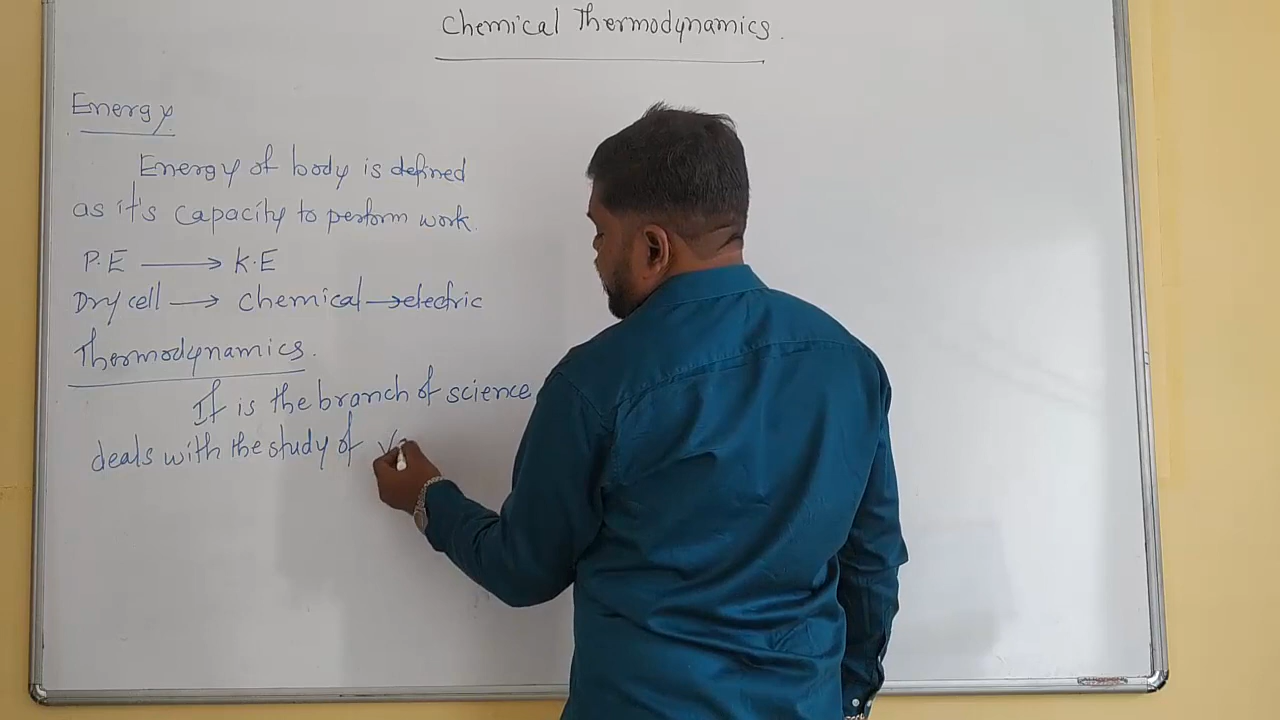 Chemical Thermodynamics.
Energy
Energy of body is defined
as it's capacity to perform work.
P.E → K.E
Dry cell → chemical → electric
Thermodynamics.
It is the branch of science
deals with the study of